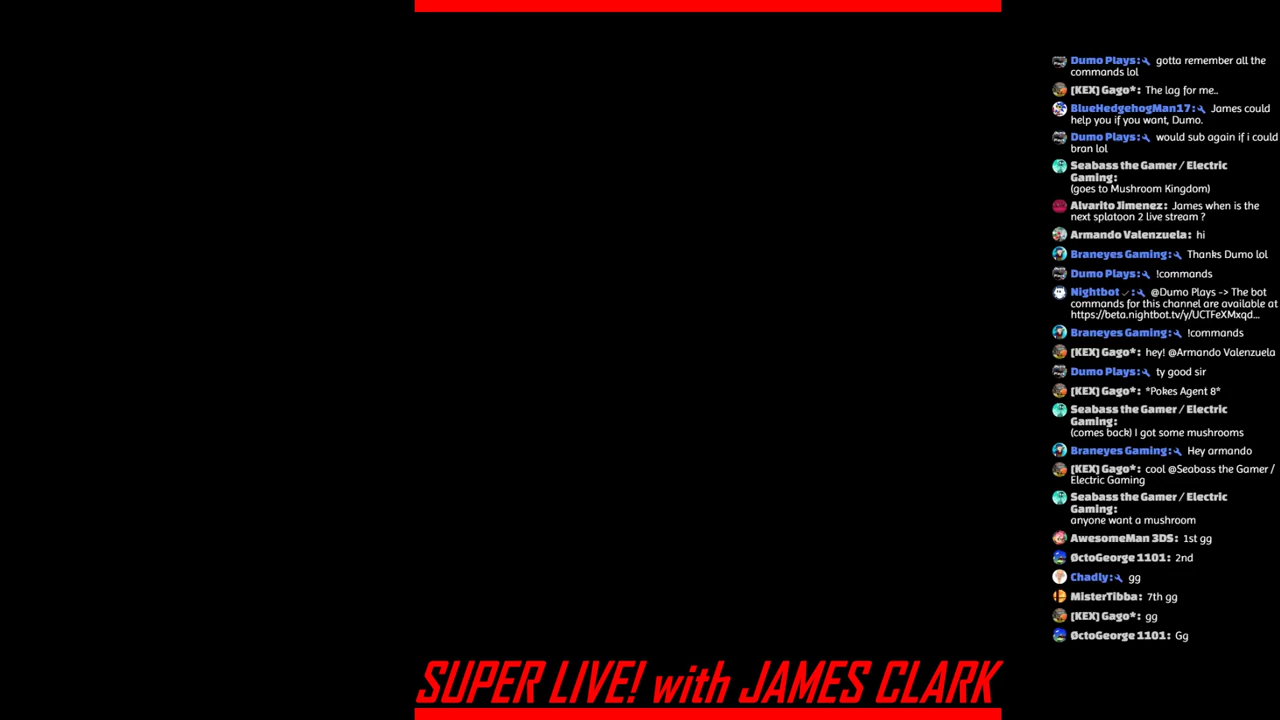 Dumo Plays: gotta remember all the
commands lol
[KEX] Gago*: The lag for me..
BlueHedgehogMan17: James could
help you if you want, Dumo.
Dumo Plays: would sub again if i could
bran lol
Seabass the Gamer / Electric
Gaming:
(goes to Mushroom Kingdom)
Alvarito Jimenez: James when is the
next splatoon 2 live stream ?
Armando Valenzuela: hi
Braneyes Gaming: Thanks Dumo lol
Dumo Plays: !commands
Nightbot ✓: @Dumo Plays -> The bot
commands for this channel are available at
https://beta.nightbot.tv/y/UCTFeXMxqd...
Braneyes Gaming: !commands
[KEX] Gago*: hey! @Armando Valenzuela
Dumo Plays: ty good sir
[KEX] Gago*: *Pokes Agent 8*
Seabass the Gamer / Electric
Gaming:
(comes back) I got some mushrooms
Braneyes Gaming: Hey armando
[KEX] Gago*: cool @Seabass the Gamer /
Electric Gaming
Seabass the Gamer / Electric
Gaming:
anyone want a mushroom
AwesomeMan 3DS: 1st gg
ØctoGeorge 1101: 2nd
Chadly: gg
MisterTibba: 7th gg
[KEX] Gago*: gg
ØctoGeorge 1101: Gg
SUPER LIVE! with JAMES CLARK